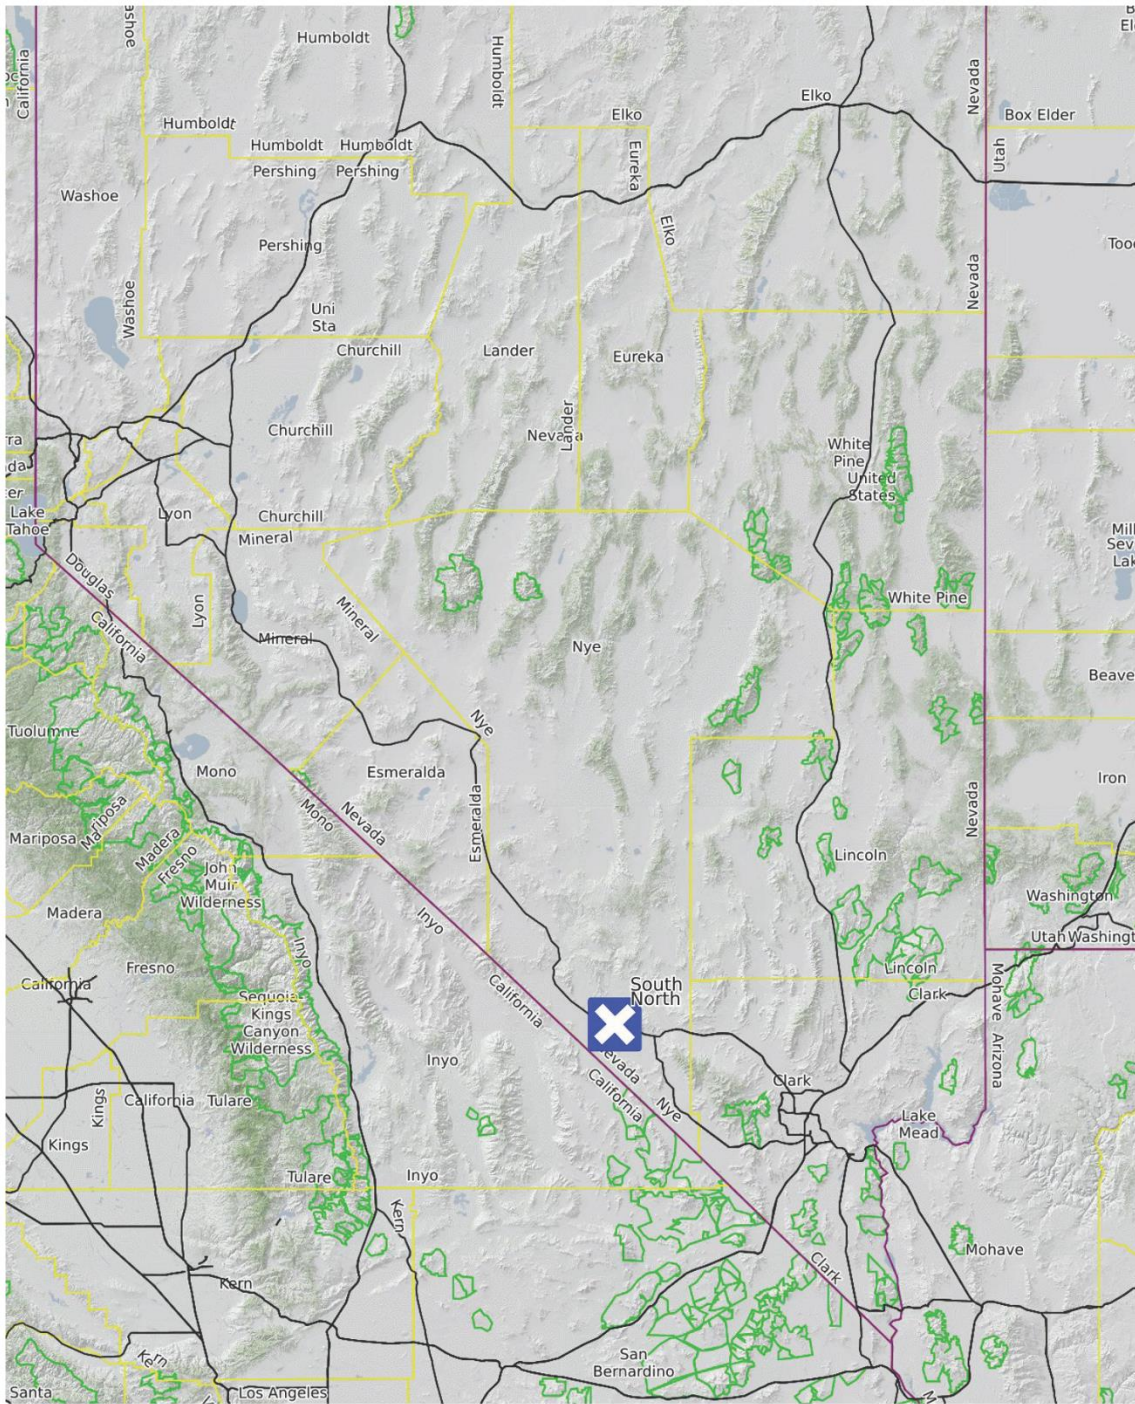 ashoe
California
Humboldt
Humboldt
Elko
Nevada
Utah
Box Elder
Humboldt
Humboldt
Humboldt
Pershing
Pershing
Elko
Eureka
Elko
Washoe
Pershing
Nevada
Tooe
Washoe
Uni
Sta
Churchill
Lander
Eureka
Churchill
Nevada
Lander
White
Pine
United
States
Lake
Tahoe
Lyon
Churchill
Mineral
Douglas
California
Lyon
Mineral
Mineral
White Pine
Nye
Beave
Nye
Tuolumne
Mono
Esmeralda
Mono
Nevada
Esmeralda
Iron
Mariposa
Mariposa
Madera
Fresno
John
Muir
Wilderness
Nevada
Lincoln
Washington
Madera
Inyo
Inyo
Utah
Washingt
Fresno
California
Lincoln
Clark
Mohave
Arizona
Sequoia-
Kings
Canyon
Wilderness
California
South
North
evada
California
Nye
Inyo
Clark
California
Tulare
Kings
Kings
Lake
Mead
Tulare
Inyo
Kern
Kern
Clark
Mohave
San
Bernardino
Kern
Los Angeles
Santa